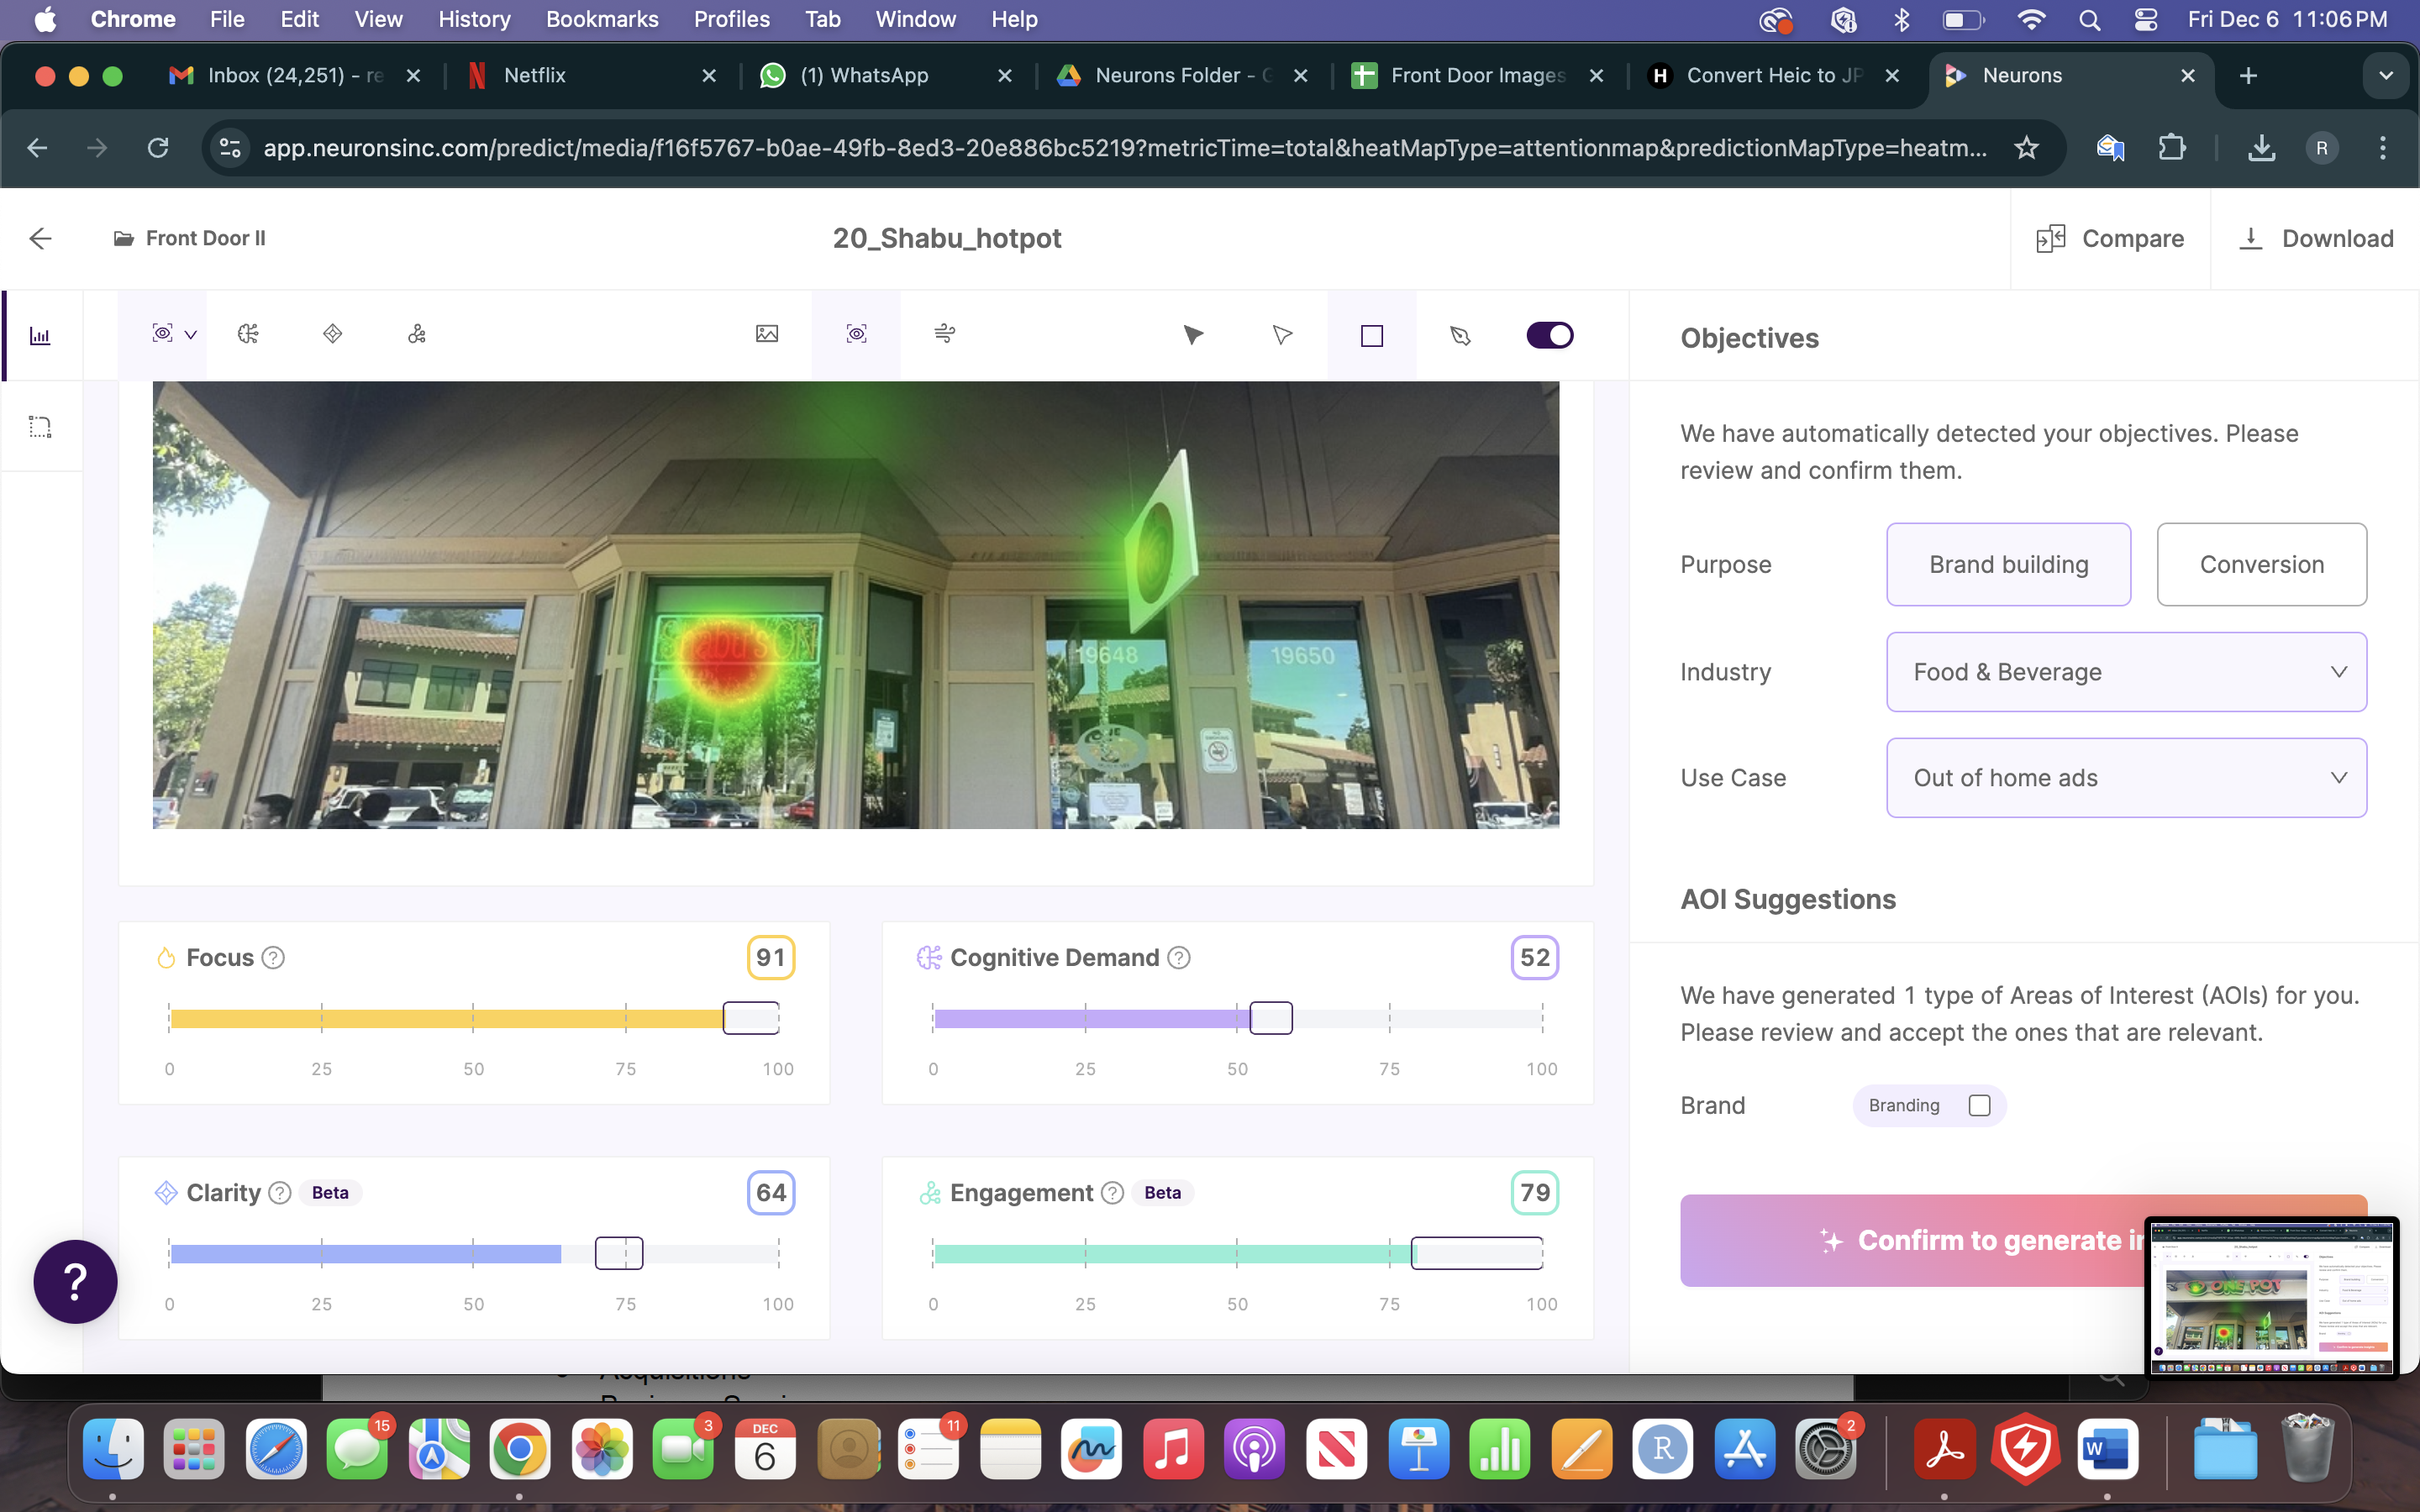 Chrome File Edit View History Bookmarks Profiles Tab Window Help Fri Dec 6 11:06 PM
Inbox (24,251) - re Netflix (1) WhatsApp Neurons Folder - G Front Door Images Convert Heic to JP Neurons
app.neuronsinc.com/predict/media/f16f5767-b0ae-49fb-8ed3-20e886bc5219?metricTime=total&heatMapType=attentionmap&predictionMapType=heatm... R
Front Door II 20_Shabu_hotpot Compare Download
Objectives
We have automatically detected your objectives. Please
review and confirm them.
Purpose Brand building Conversion
19648 19650
Industry Food & Beverage
Use Case Out of home ads
AOI Suggestions
Focus ? 91 Cognitive Demand ? 52
0 25 50 75 100 0 25 50 75 100
We have generated 1 type of Areas of Interest (AOIs) for you.
Please review and accept the ones that are relevant.
Brand Branding
Clarity ? Beta 64 Engagement ? Beta 79
0 25 50 75 100 0 25 50 75 100
Confirm to generate
?
ONE POT
15 3 DEC 6 11 2